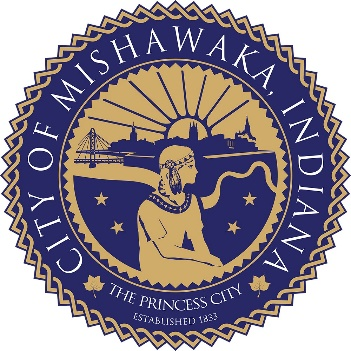 CITY OF MISHAWAKA, INDIANA
THE PRINCESS CITY
ESTABLISHED 1833